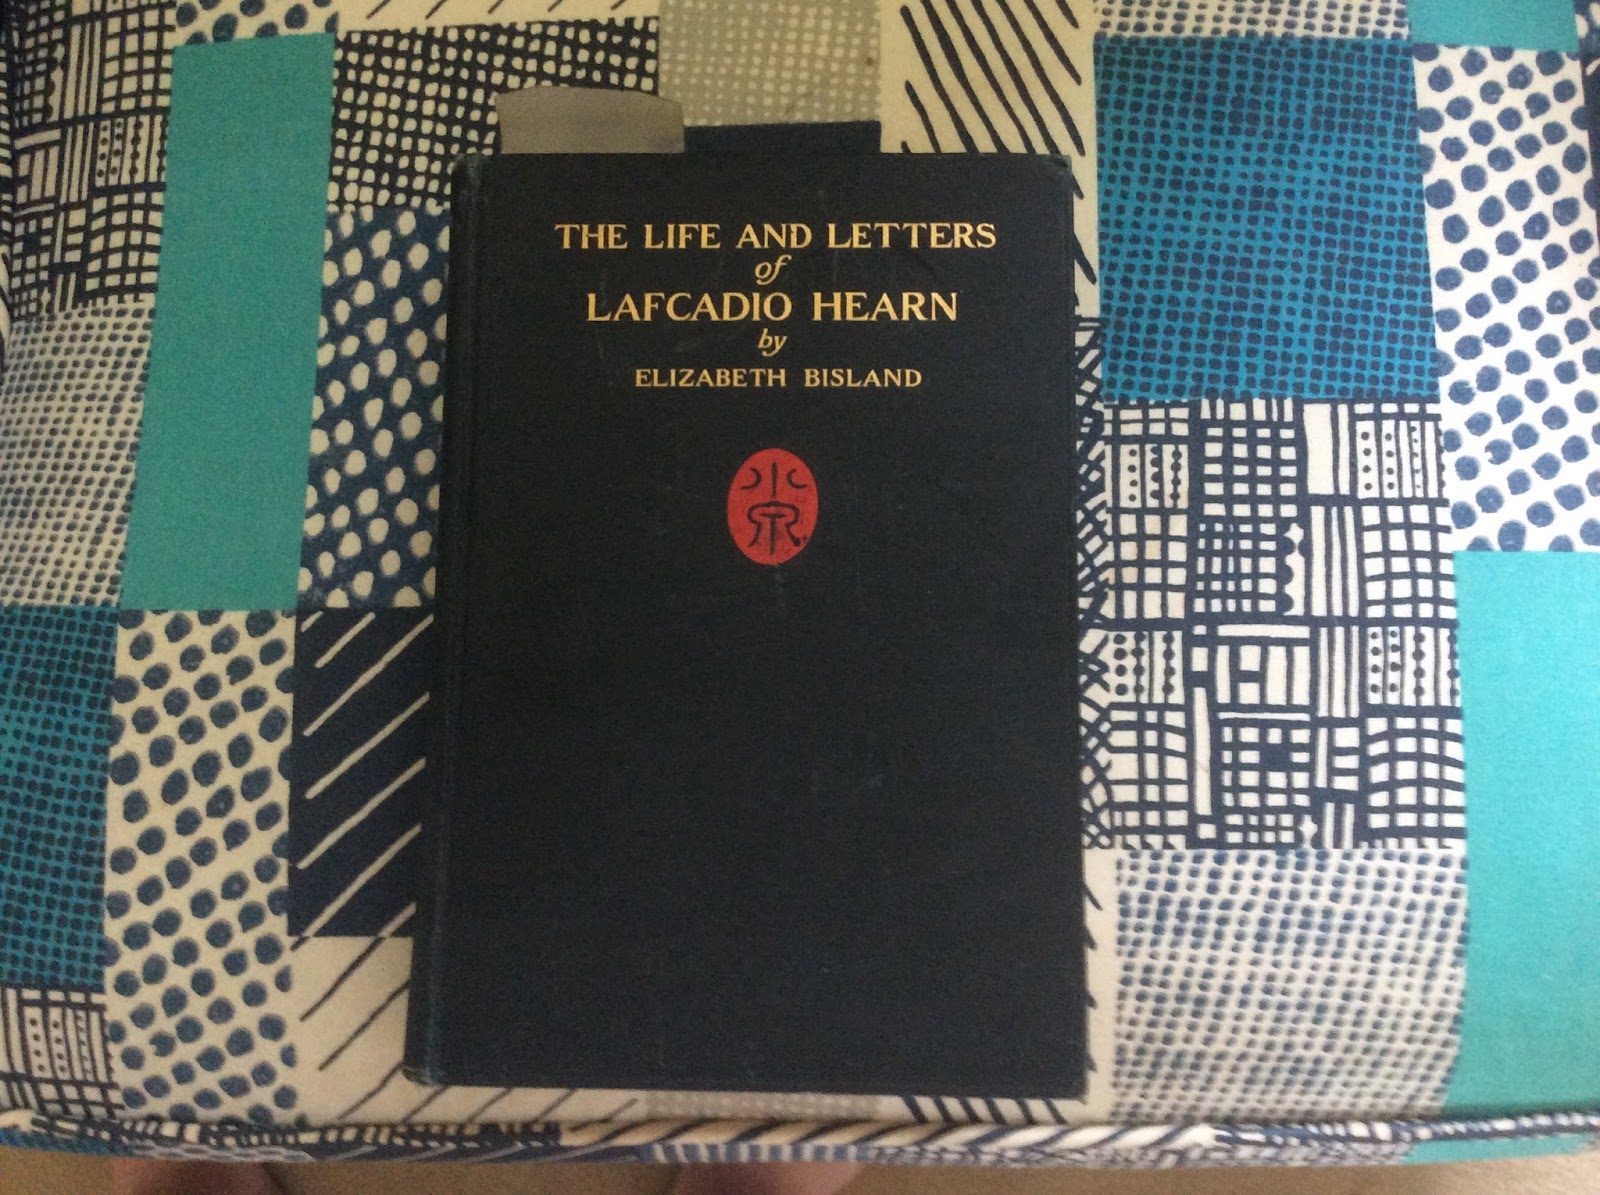 THE LIFE AND LETTERS
of
LAFCADIO HEARN
by
ELIZABETH BISLAND